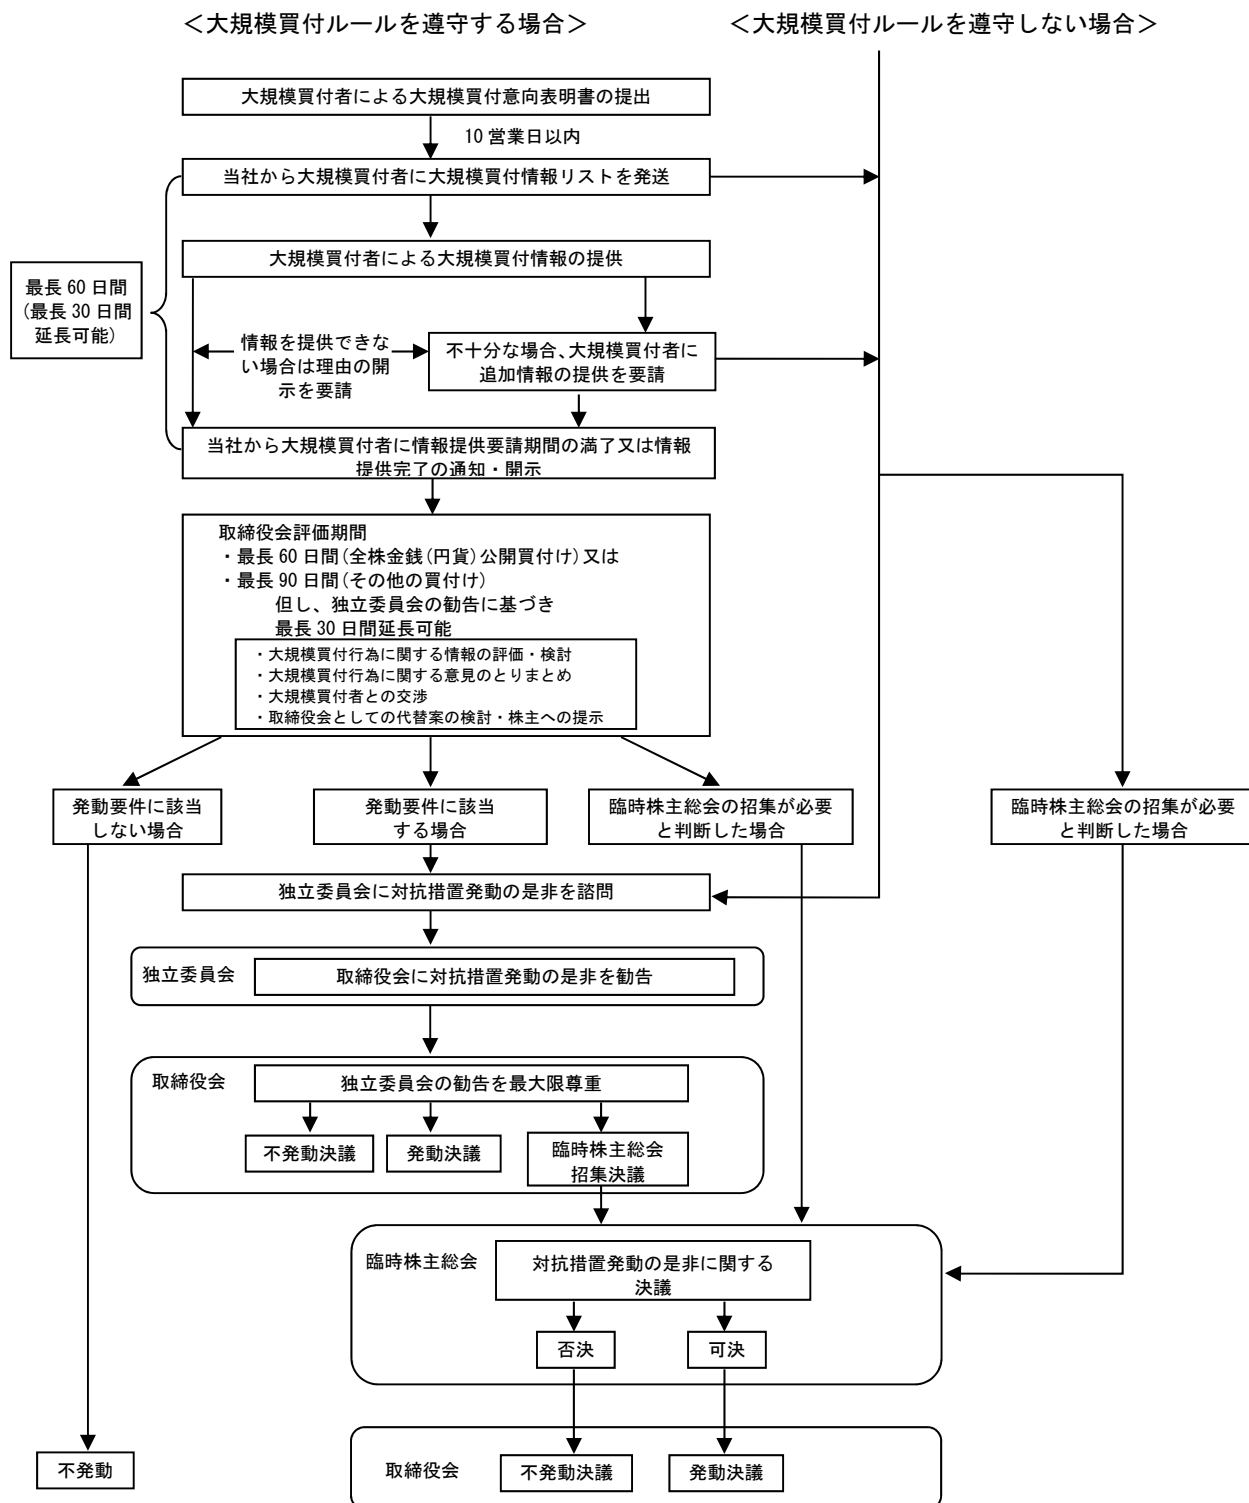 ＜大規模買付ルールを遵守する場合＞
＜大規模買付ルールを遵守しない場合＞
大規模買付者による大規模買付意向表明書の提出
10 営業日以内
当社から大規模買付者に大規模買付情報リストを発送
大規模買付者による大規模買付情報の提供
最長 60 日間
(最長 30 日間
延長可能)
情報を提供できな
い場合は理由の開
示を要請
不十分な場合、大規模買付者に
追加情報の提供を要請
当社から大規模買付者に情報提供要請期間の満了又は情報
提供完了の通知・開示
取締役会評価期間
・最長 60 日間(全株金銭(円貨)公開買付け)又は
・最長 90 日間(その他の買付け)
但し、独立委員会の勧告に基づき
最長 30 日間延長可能
・大規模買付行為に関する情報の評価・検討
・大規模買付行為に関する意見のとりまとめ
・大規模買付者との交渉
・取締役会としての代替案の検討・株主への提示
発動要件に該当
しない場合
発動要件に該当
する場合
臨時株主総会の招集が必要
と判断した場合
臨時株主総会の招集が必要
と判断した場合
独立委員会に対抗措置発動の是非を諮問
独立委員会
取締役会に対抗措置発動の是非を勧告
取締役会
独立委員会の勧告を最大限尊重
不発動決議
発動決議
臨時株主総会
招集決議
臨時株主総会
対抗措置発動の是非に関する
決議
否決
可決
不発動
取締役会
不発動決議
発動決議